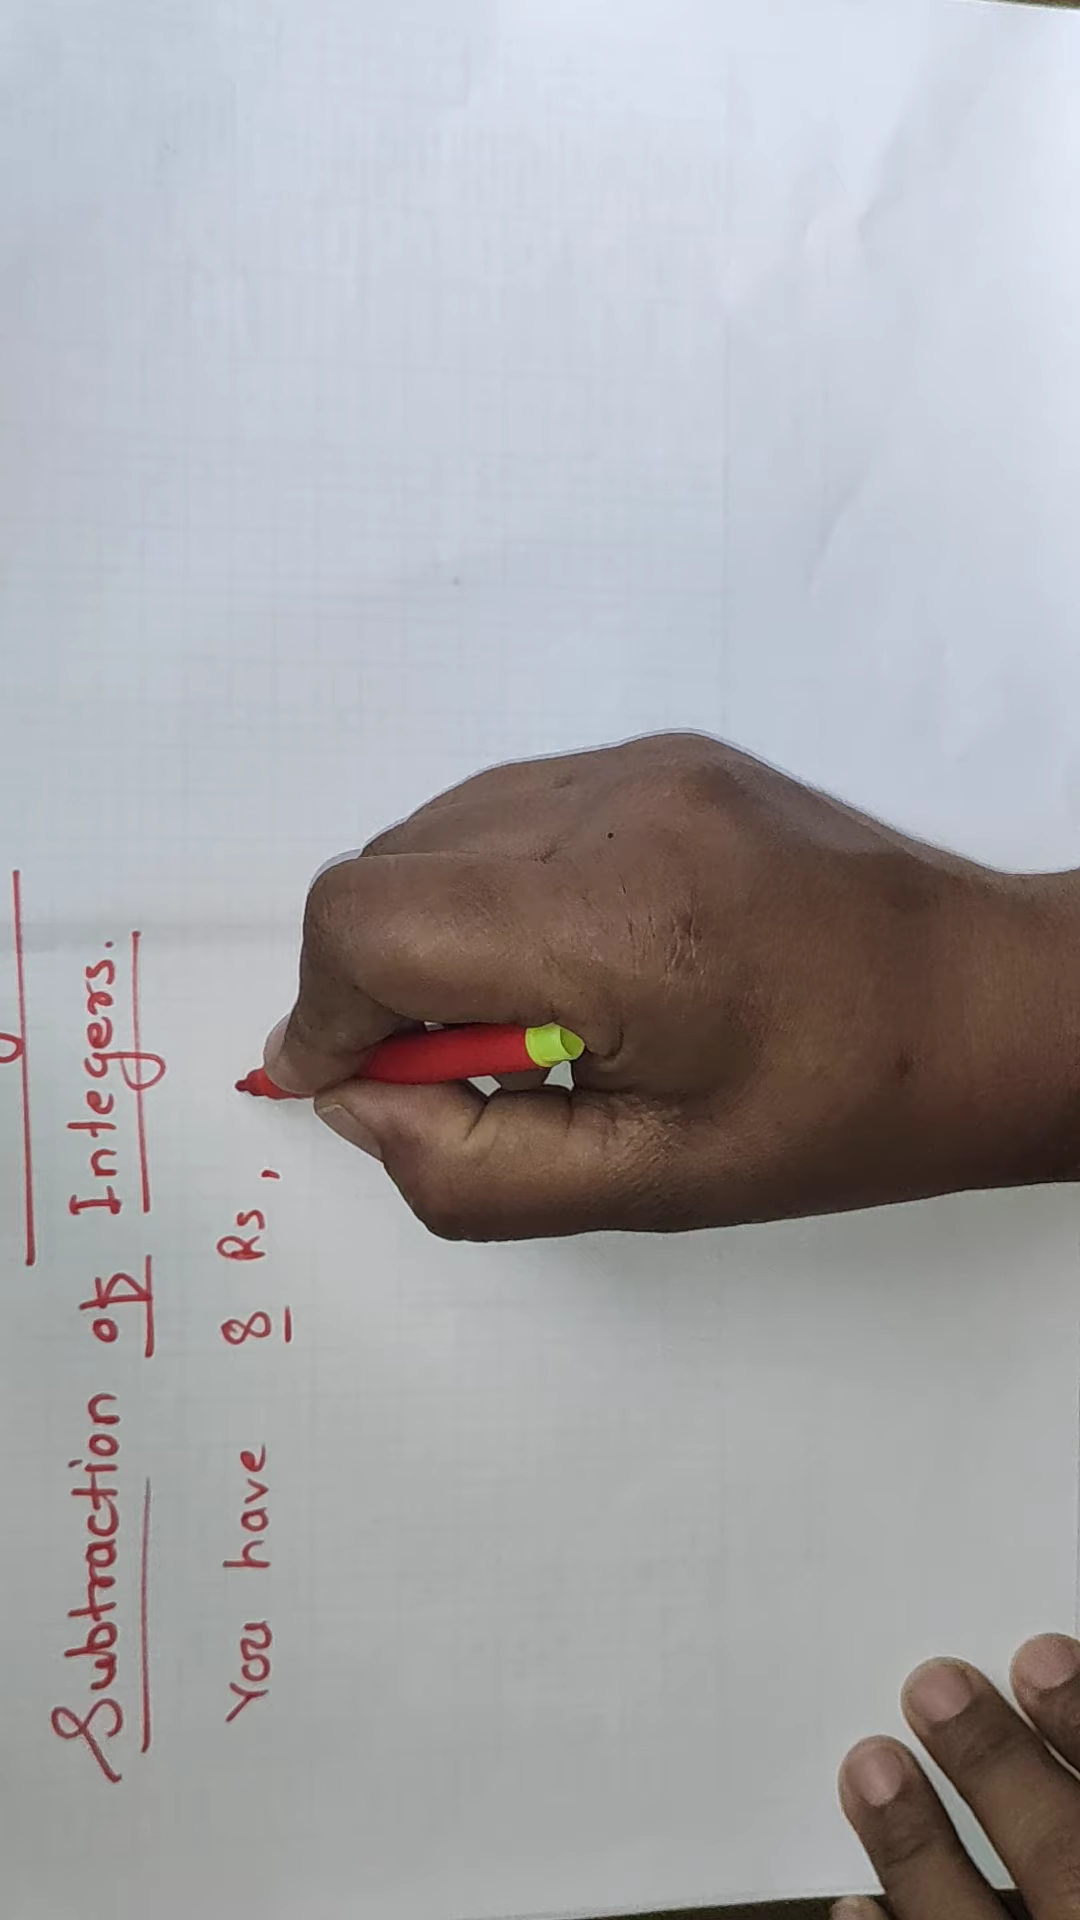 Subtraction of Integers.
You have 8 Rs,